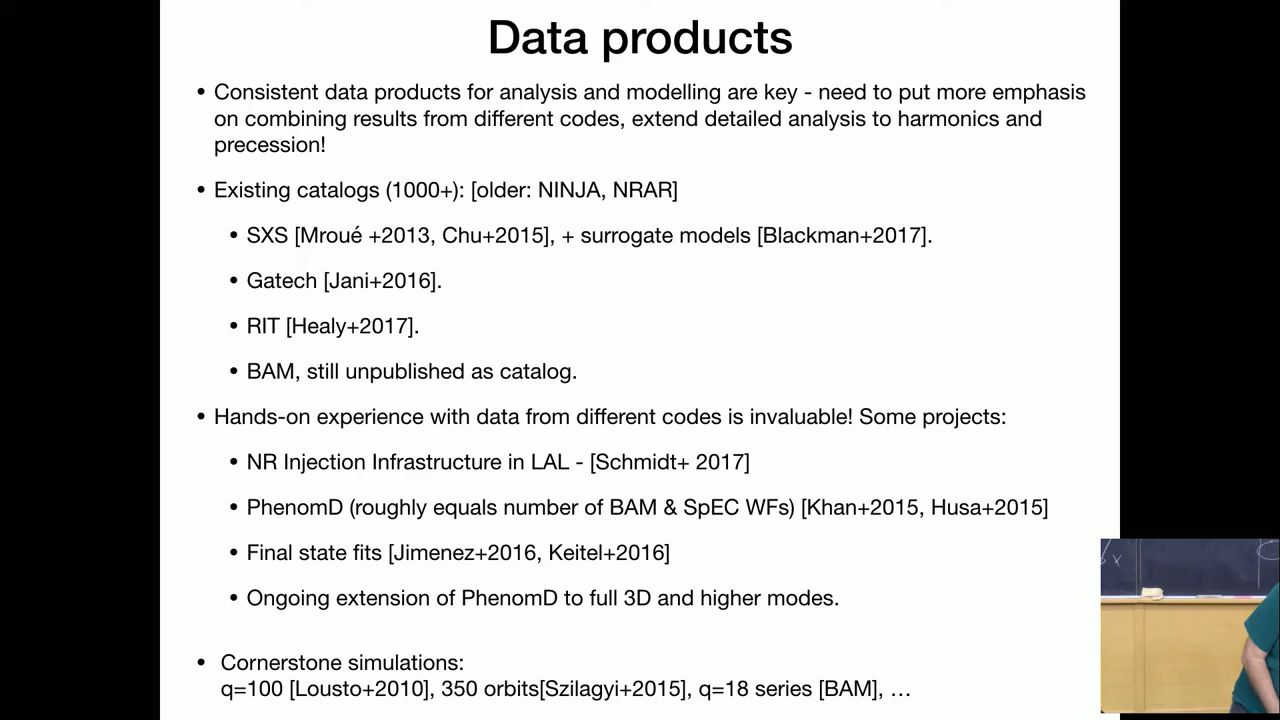 Data products
• Consistent data products for analysis and modelling are key - need to put more emphasis
on combining results from different codes, extend detailed analysis to harmonics and
precession!
• Existing catalogs (1000+): [older: NINJA, NRAR]
• SXS [Mroué +2013, Chu+2015], + surrogate models [Blackman+2017].
• Gatech [Jani+2016].
• RIT [Healy+2017].
• BAM, still unpublished as catalog.
• Hands-on experience with data from different codes is invaluable! Some projects:
• NR Injection Infrastructure in LAL - [Schmidt+ 2017]
• PhenomD (roughly equals number of BAM & SpEC WFs) [Khan+2015, Husa+2015]
• Final state fits [Jimenez+2016, Keitel+2016]
• Ongoing extension of PhenomD to full 3D and higher modes.
• Cornerstone simulations:
q=100 [Lousto+2010], 350 orbits[Szilagyi+2015], q=18 series [BAM], …